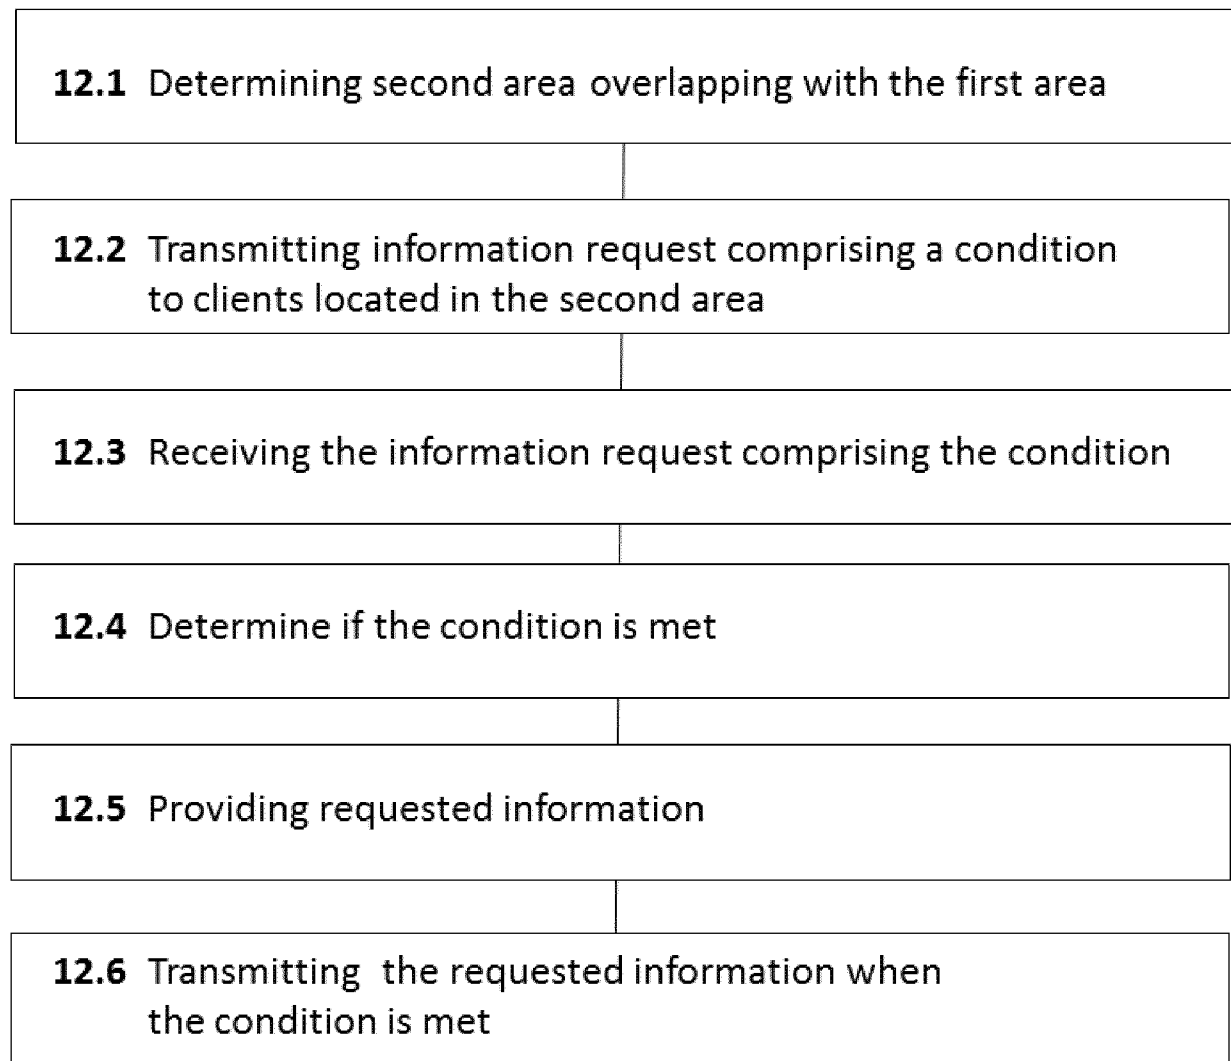 12.1 Determining second area overlapping with the first area
12.2 Transmitting information request comprising a condition
to clients located in the second area
12.3 Receiving the information request comprising the condition
12.4 Determine if the condition is met
12.5 Providing requested information
12.6 Transmitting the requested information when
the condition is met